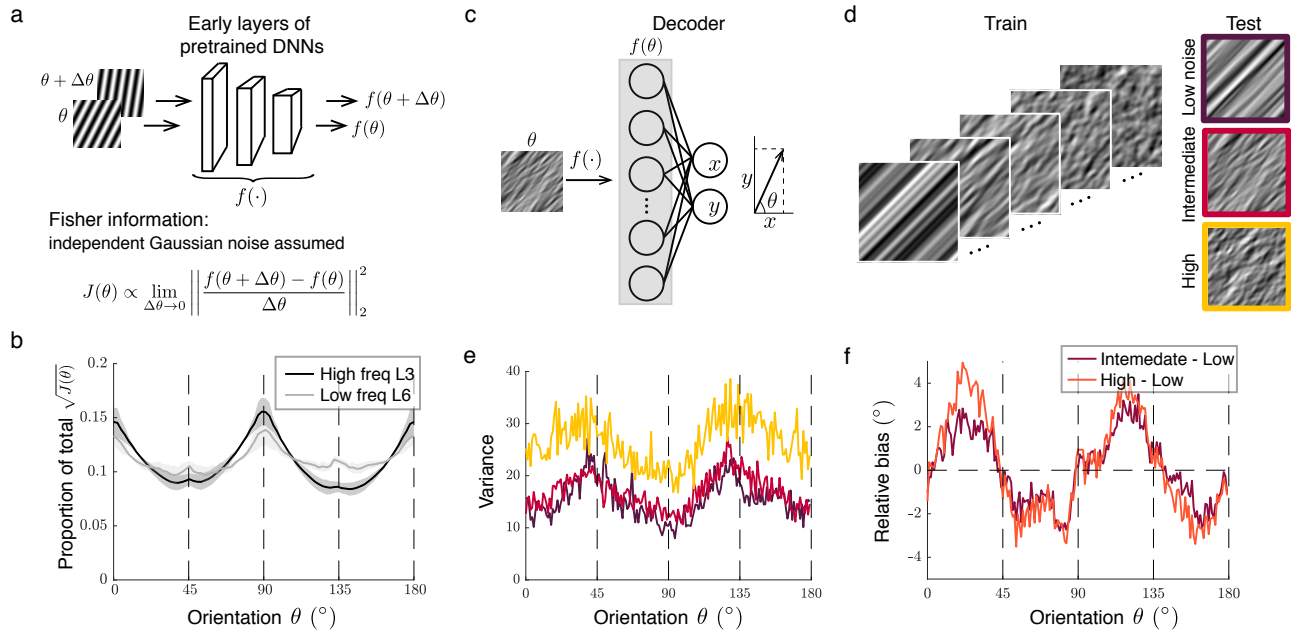 a
Early layers of
pretrained DNNs
θ + Δθ
θ
f(θ + Δθ)
f(θ)
f(·)
Fisher information:
independent Gaussian noise assumed
J(θ) ∝ lim Δθ→0 || f(θ + Δθ) − f(θ) / Δθ ||₂²
b
Proportion of total √J(θ)
0.2
0.15
0.1
0.05
0
High freq L3
Low freq L6
0 45 90 135 180
Orientation θ (°)
c
Decoder
f(θ)
θ
f(·)
x
y
y
θ
x
d
Train
Test
Low noise
Intermediate
High
e
Variance
40
30
20
10
0
0 45 90 135 180
Orientation θ (°)
f
Relative bias (°)
4
2
0
-2
-4
Intemedate - Low
High - Low
0 45 90 135 180
Orientation θ (°)